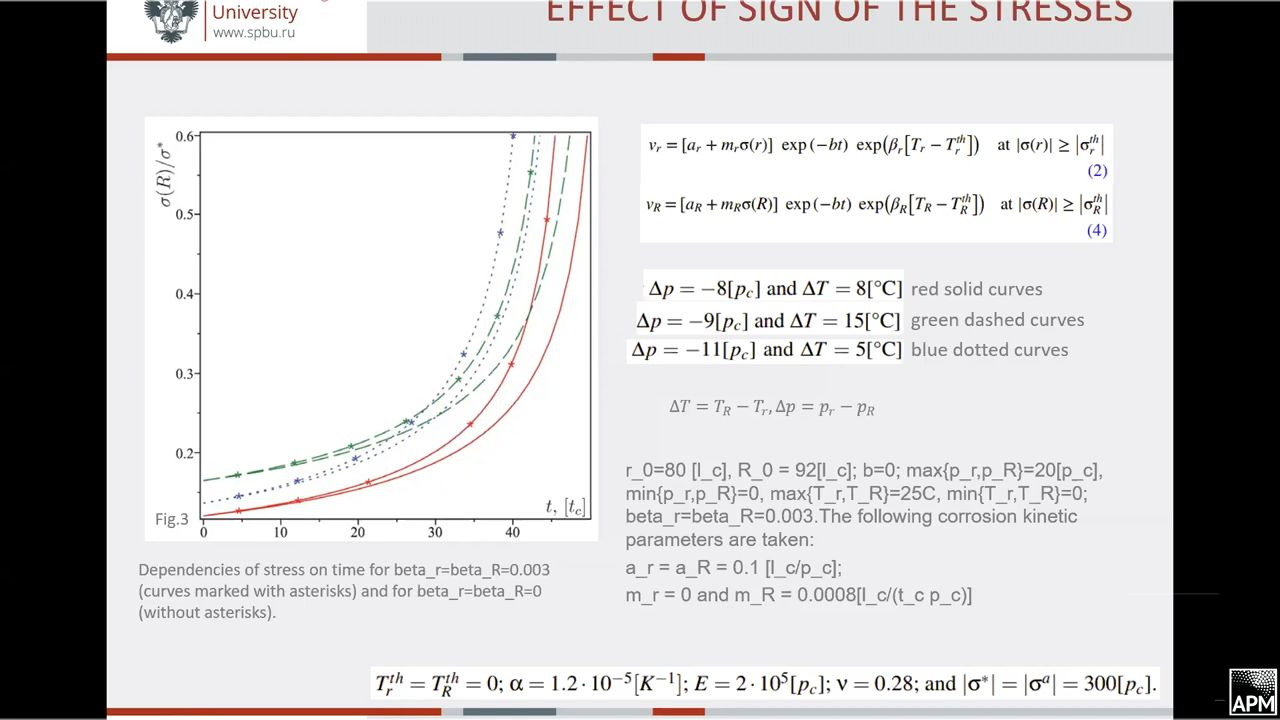 University
www.spbu.ru
EFFECT OF SIGN OF THE STRESSES
σ(R)/σ*
0.6
0.5
0.4
0.3
0.2
Fig.3
t, [t_c]
0 10 20 30 40
Dependencies of stress on time for beta_r=beta_R=0.003
(curves marked with asterisks) and for beta_r=beta_R=0
(without asterisks).
v_r = [a_r + m_rσ(r)] exp(−bt) exp(β_r[T_r − T_r^th]) at |σ(r)| ≥ |σ_r^th|
(2)
v_R = [a_R + m_Rσ(R)] exp(−bt) exp(β_R[T_R − T_R^th]) at |σ(R)| ≥ |σ_R^th|
(4)
Δp = −8[p_c] and ΔT = 8[°C] red solid curves
Δp = −9[p_c] and ΔT = 15[°C] green dashed curves
Δp = −11[p_c] and ΔT = 5[°C] blue dotted curves
ΔT = T_R − T_r, Δp = p_r − p_R
r_0=80 [l_c], R_0 = 92[l_c]; b=0; max{p_r,p_R}=20[p_c],
min{p_r,p_R}=0, max{T_r,T_R}=25C, min{T_r,T_R}=0;
beta_r=beta_R=0.003.The following corrosion kinetic
parameters are taken:
a_r = a_R = 0.1 [l_c/p_c];
m_r = 0 and m_R = 0.0008[l_c/(t_c p_c)]
T_r^th = T_R^th = 0; α = 1.2 · 10^−5[K^−1]; E = 2 · 10^5[p_c]; ν = 0.28; and |σ*| = |σ^a| = 300[p_c].
APM